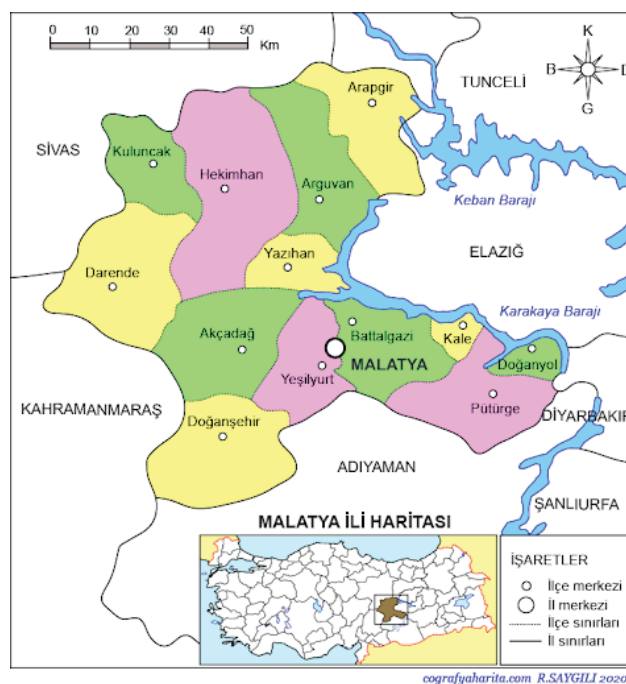 0 10 20 30 40 50
Km
K
B
G
TUNCELİ
Arapgir
SİVAS
Kuluncak
Hekimhan
Arguvan
Keban Barajı
ELAZIĞ
Yazıhan
Darende
Karakaya Barajı
Akçadağ
Battalgazi
Kale
MALATYA
Doğanyol
Yeşilyurt
Pütürge
KAHRAMANMARAŞ
DİYARBAKIR
Doğanşehir
ADIYAMAN
ŞANLIURFA
MALATYA İLİ HARİTASI
İŞARETLER
İlçe merkezi
İl merkezi
İlçe sınırları
İl sınırları
cografyaharita.com R.SAYGILI 2020